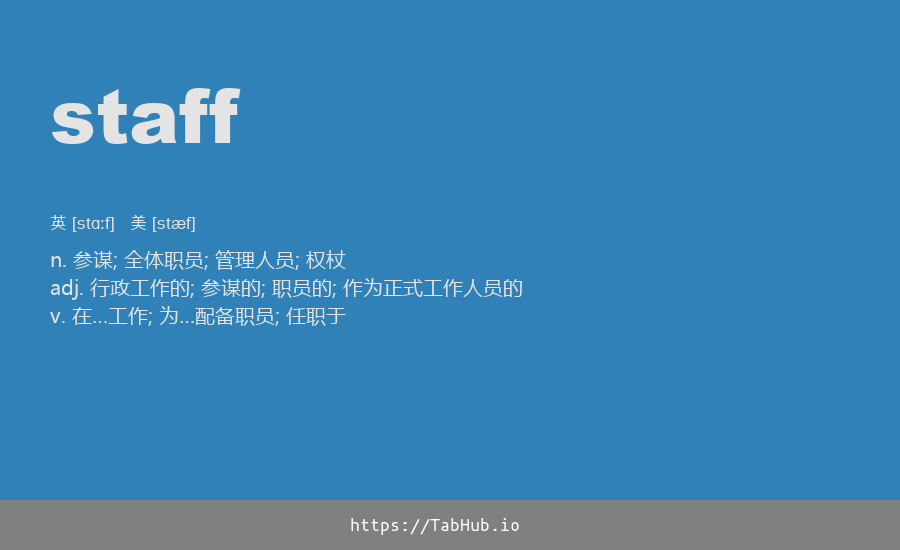 staff
英 [stɑːf] 美 [stæf]
n. 参谋; 全体职员; 管理人员; 权杖
adj. 行政工作的; 参谋的; 职员的; 作为正式工作人员的
v. 在...工作; 为...配备职员; 任职于
https://TabHub.io